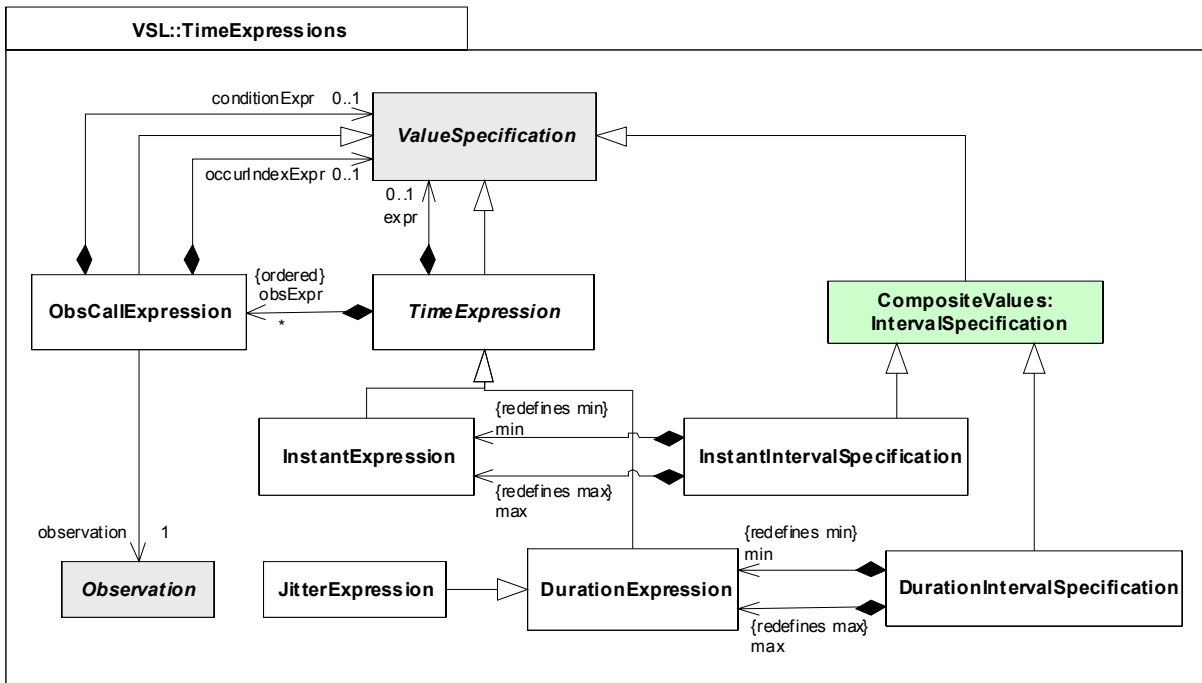 VSL::TimeExpressions
conditionExpr 0..1
ValueSpecification
occurIndexExpr 0..1
0..1
expr
{ordered}
obsExpr
*
ObsCallExpression
TimeExpression
CompositeValues:
IntervalSpecification
{redefines min}
min
InstantExpression
InstantIntervalSpecification
{redefines max}
max
observation 1
{redefines min}
min
Observation
JitterExpression
DurationExpression
DurationIntervalSpecification
{redefines max}
max